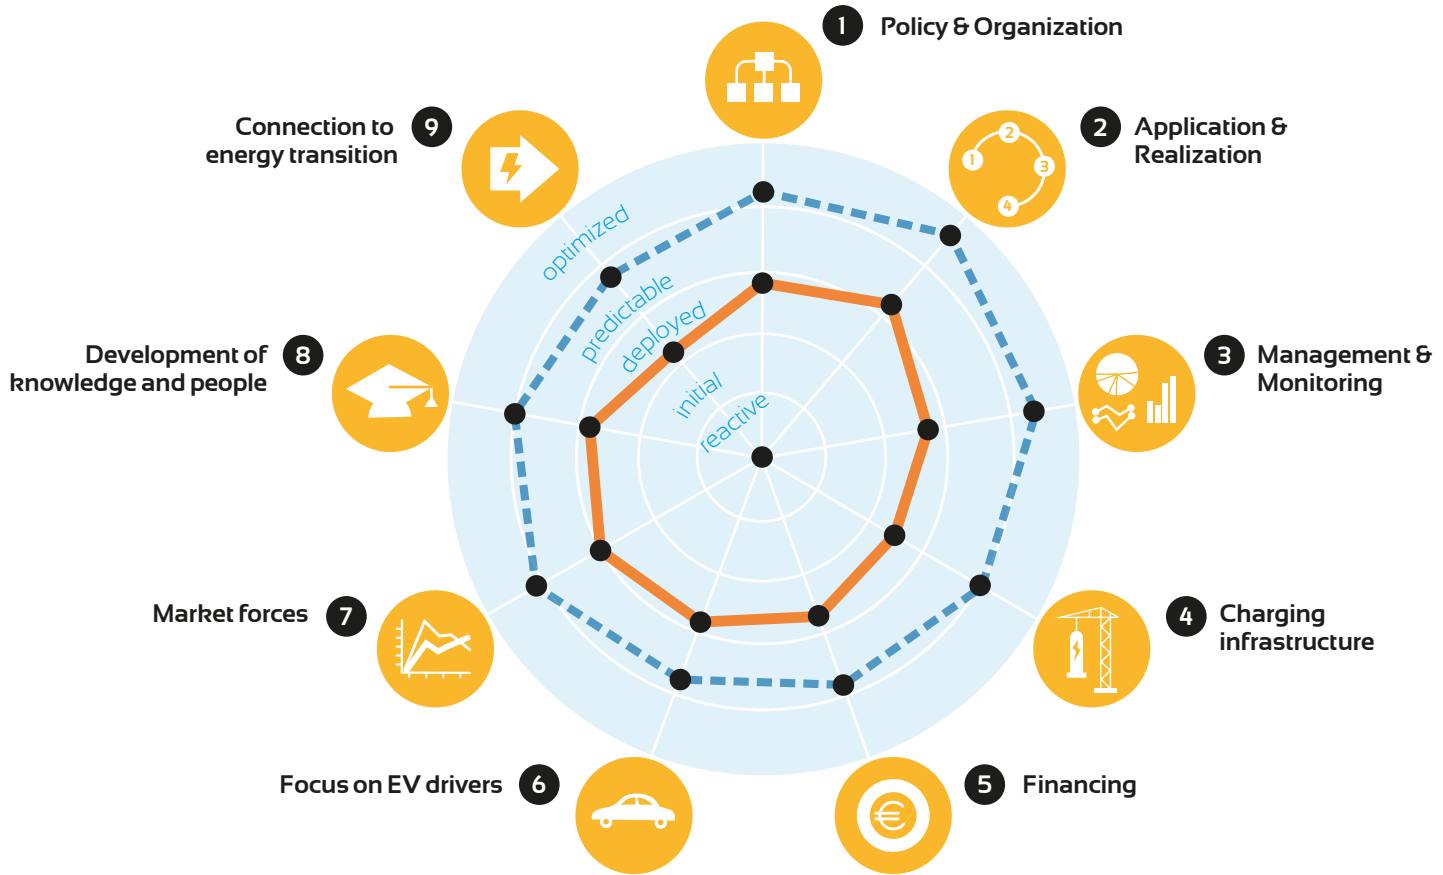 1 Policy & Organization
2 Application &
Realization
1
2
3
4
3 Management &
Monitoring
4 Charging
infrastructure
5 Financing
€
6 Focus on EV drivers
7 Market forces
8 Development of
knowledge and people
9 Connection to
energy transition
optimized
predictable
deployed
initial
reactive